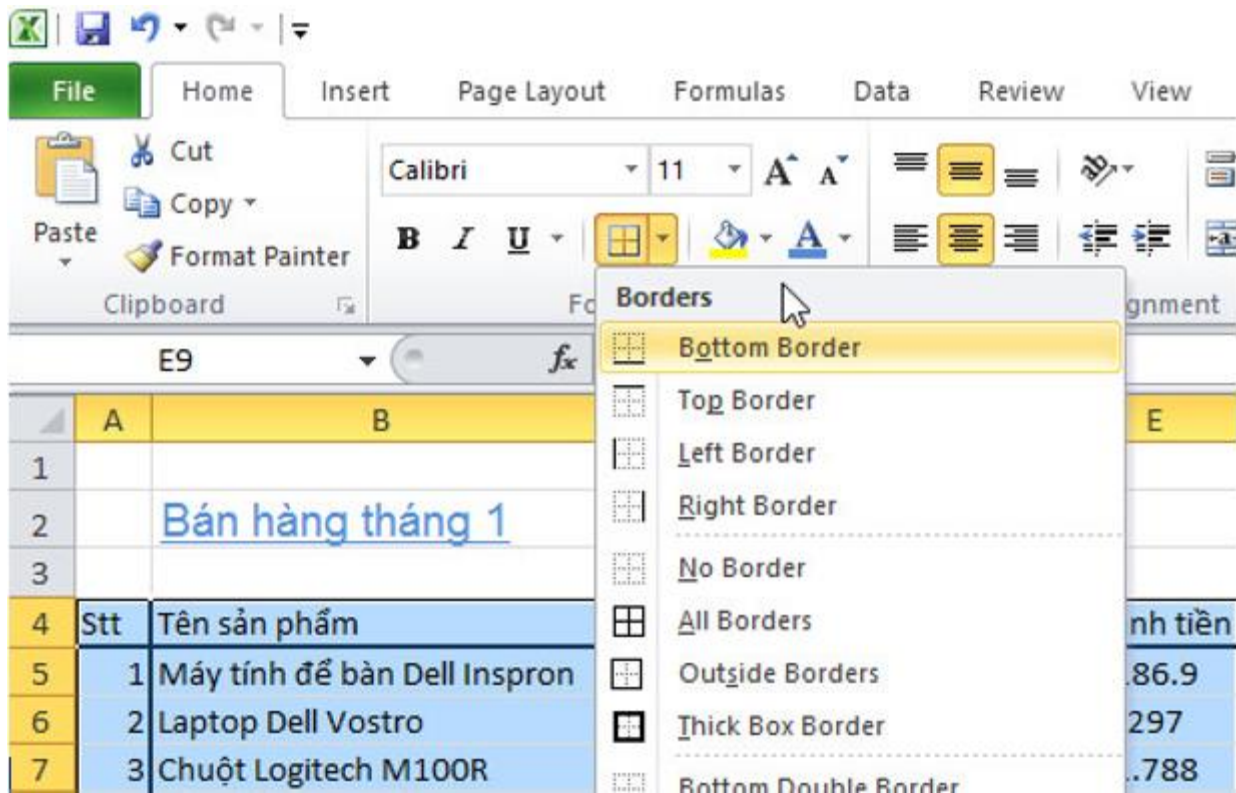 File Home Insert Page Layout Formulas Data Review View
Cut
Calibri 11
Copy
Paste
B I U
Format Painter
Clipboard
Borders
E9 fx
Bottom Border
A B E
Top Border
1
Left Border
2 Bán hàng tháng 1
Right Border
3
No Border
4 Stt Tên sản phẩm
All Borders
nh tiền
5 1 Máy tính để bàn Dell Inspron
Outside Borders
86.9
6 2 Laptop Dell Vostro
Thick Box Border
297
7 3 Chuột Logitech M100R
Bottom Double Border
.788